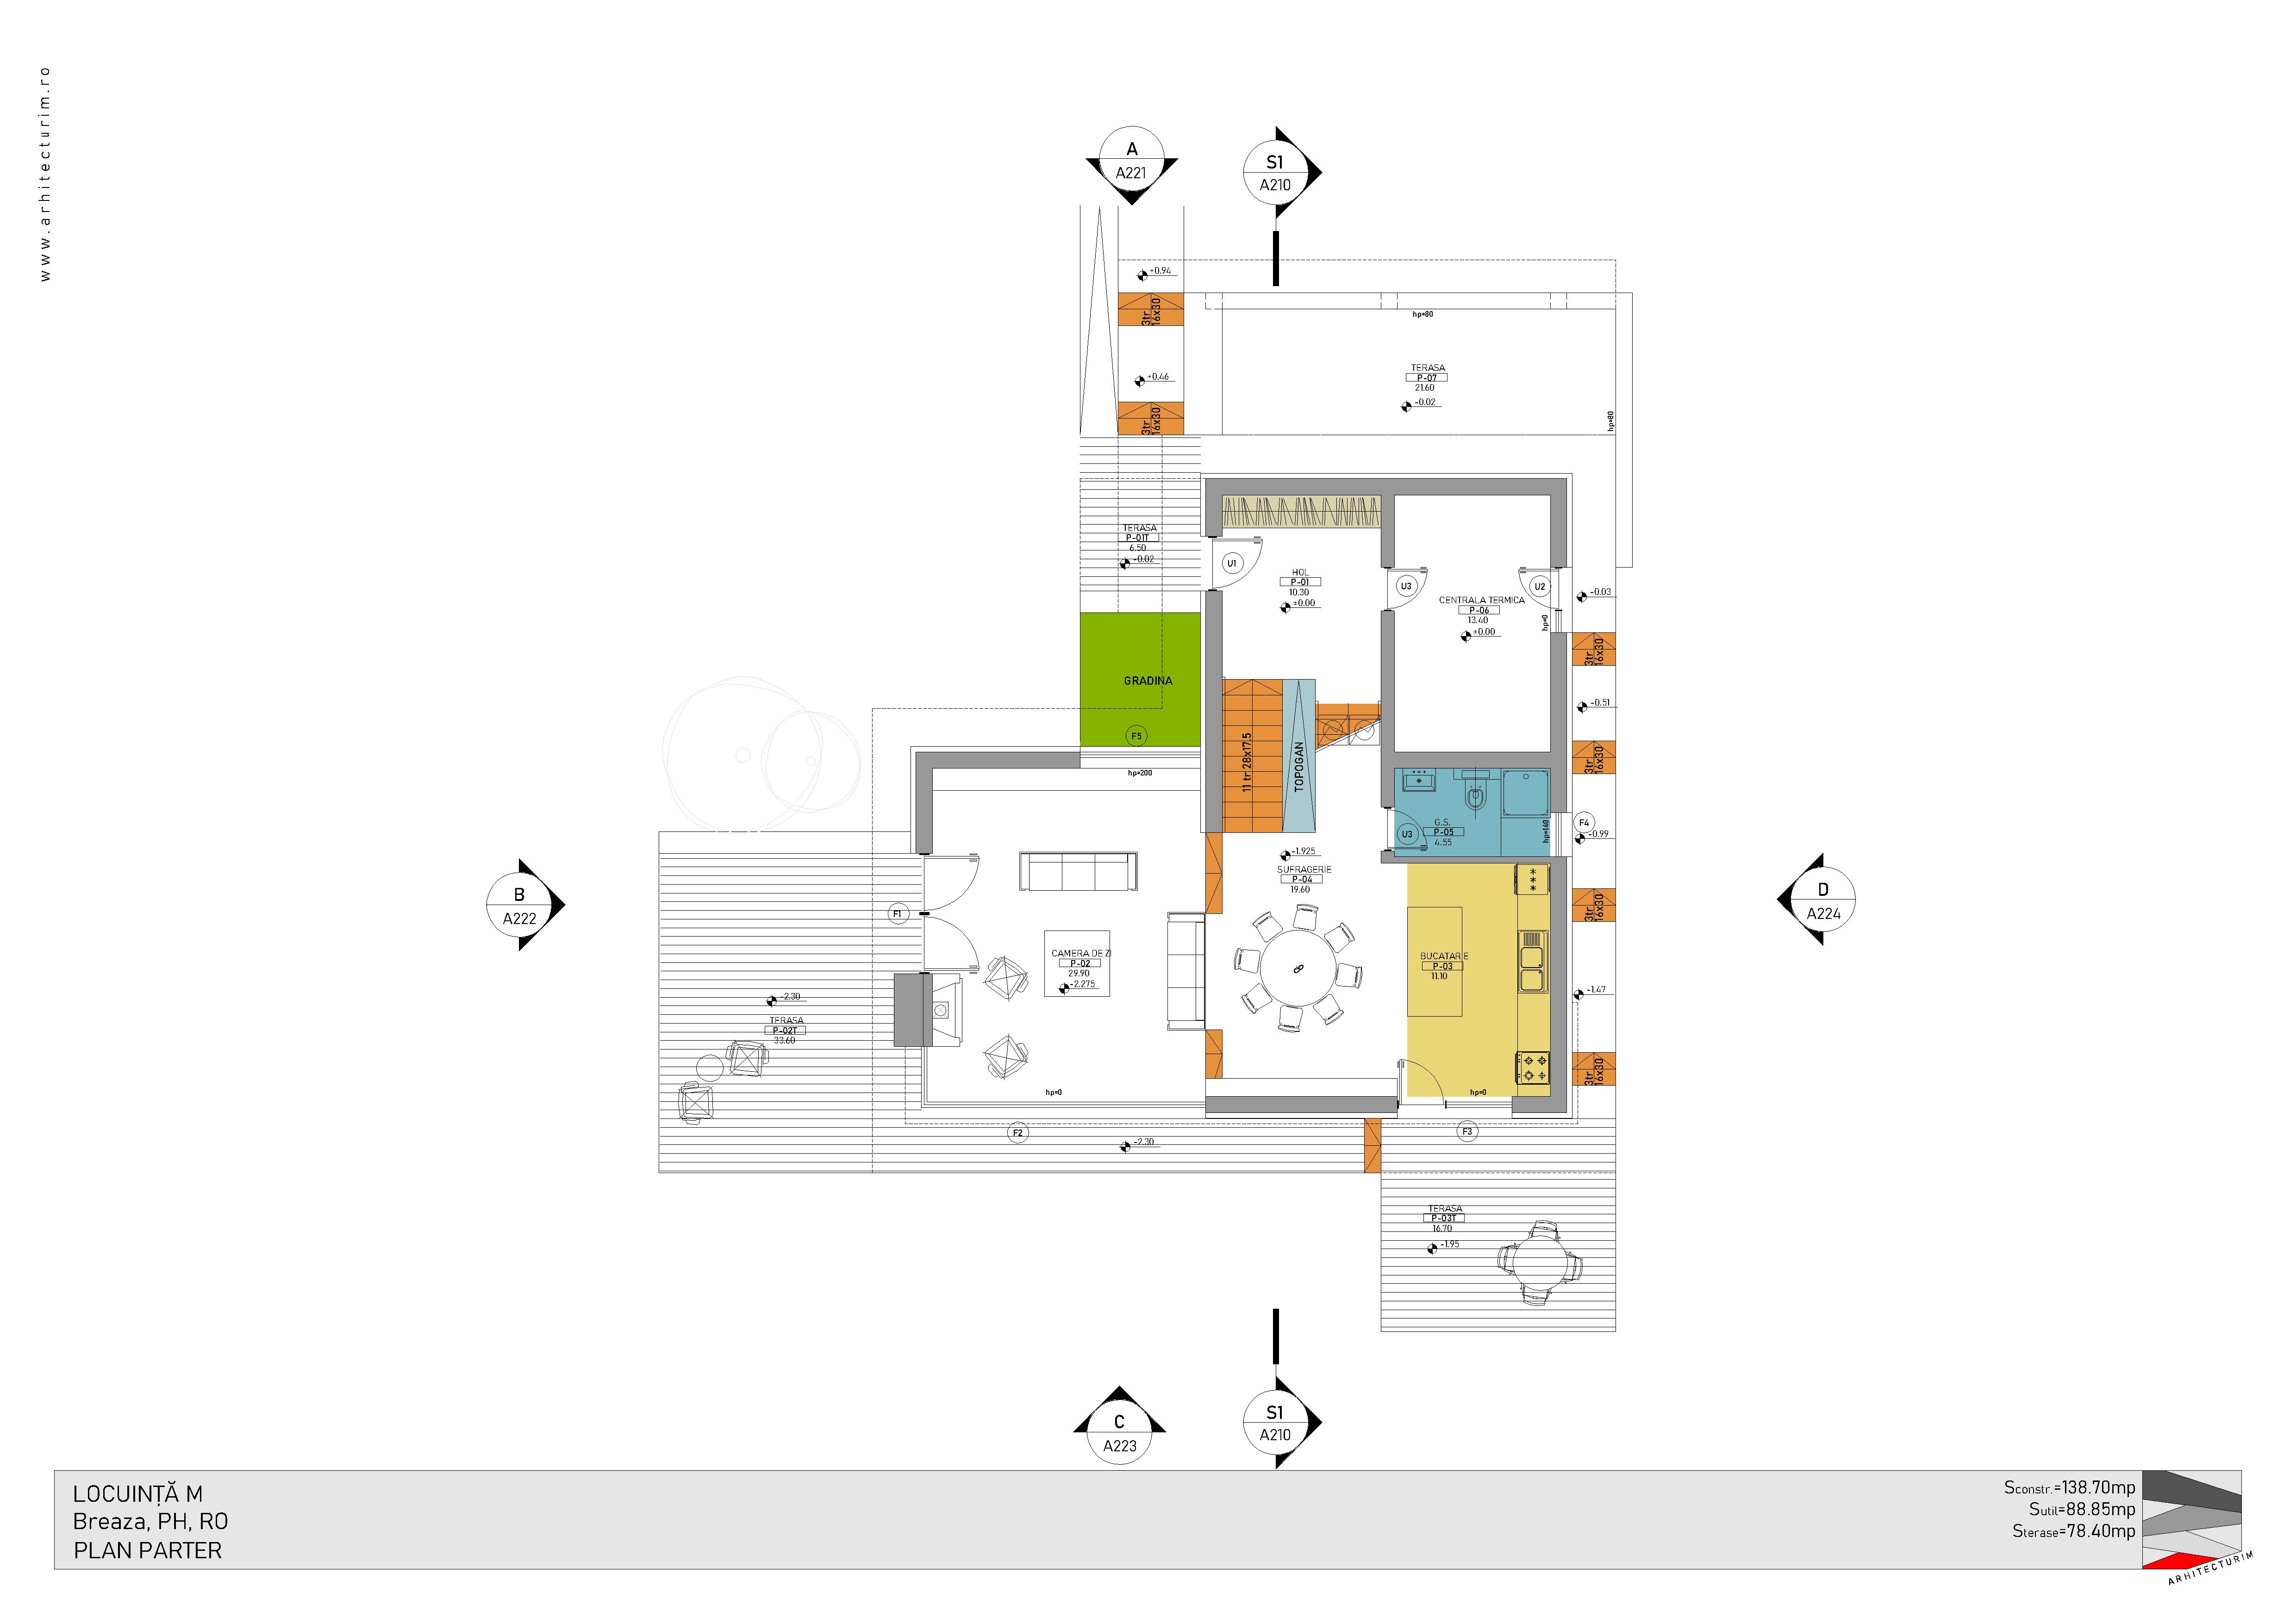 www.arhitecturim.ro
A
A221
S1
A210
+0.94
3tr
16x30
hp=80
TERASA
P-07
21.60
-0.02
+0.46
hp=80
3tr
16x30
TERASA
P-01T
6.50
-0.02
U1
HOL
P-01
10.30
±0.00
U3
U2
CENTRALA TERMICA
P-06
13.40
±0.00
hp=0
-0.03
3tr
16x30
GRADINA
F5
-0.51
11 tr 28x17.5
TOPOGAN
3tr
16x30
hp=200
G.S.
P-05
4.55
U3
hp=140
F4
-0.99
-1.925
SUFRAGERIE
P-04
19.60
B
A222
D
A224
F1
3tr
16x30
CAMERA DE ZI
P-02
29.90
-2.275
BUCATARIE
P-03
11.10
-1.47
-2.30
TERASA
P-02T
33.60
3tr
16x30
hp=0
hp=0
F2
F3
-2.30
TERASA
P-03T
16.70
-1.95
C
A223
S1
A210
LOCUINȚĂ M
Breaza, PH, RO
PLAN PARTER
Sconstr.=138.70mp
Sutil=88.85mp
Sterase=78.40mp
ARHITECTURIM